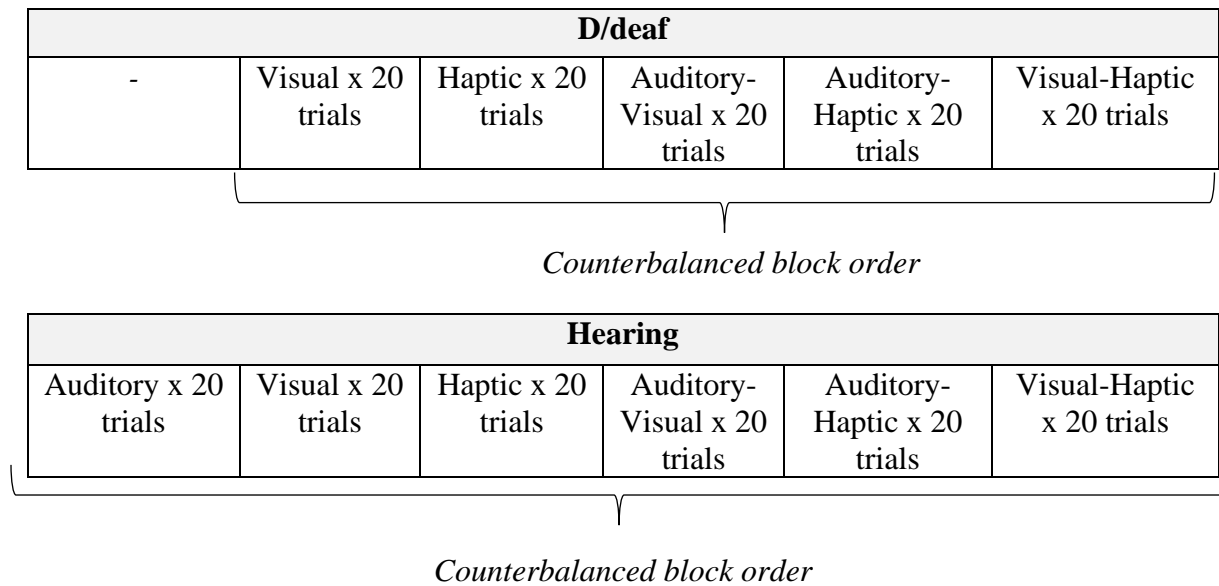 D/deaf
-
Visual x 20
trials
Haptic x 20
trials
Auditory-
Visual x 20
trials
Auditory-
Haptic x 20
trials
Visual-Haptic
x 20 trials
Counterbalanced block order
Hearing
Auditory x 20
trials
Visual x 20
trials
Haptic x 20
trials
Auditory-
Visual x 20
trials
Auditory-
Haptic x 20
trials
Visual-Haptic
x 20 trials
Counterbalanced block order